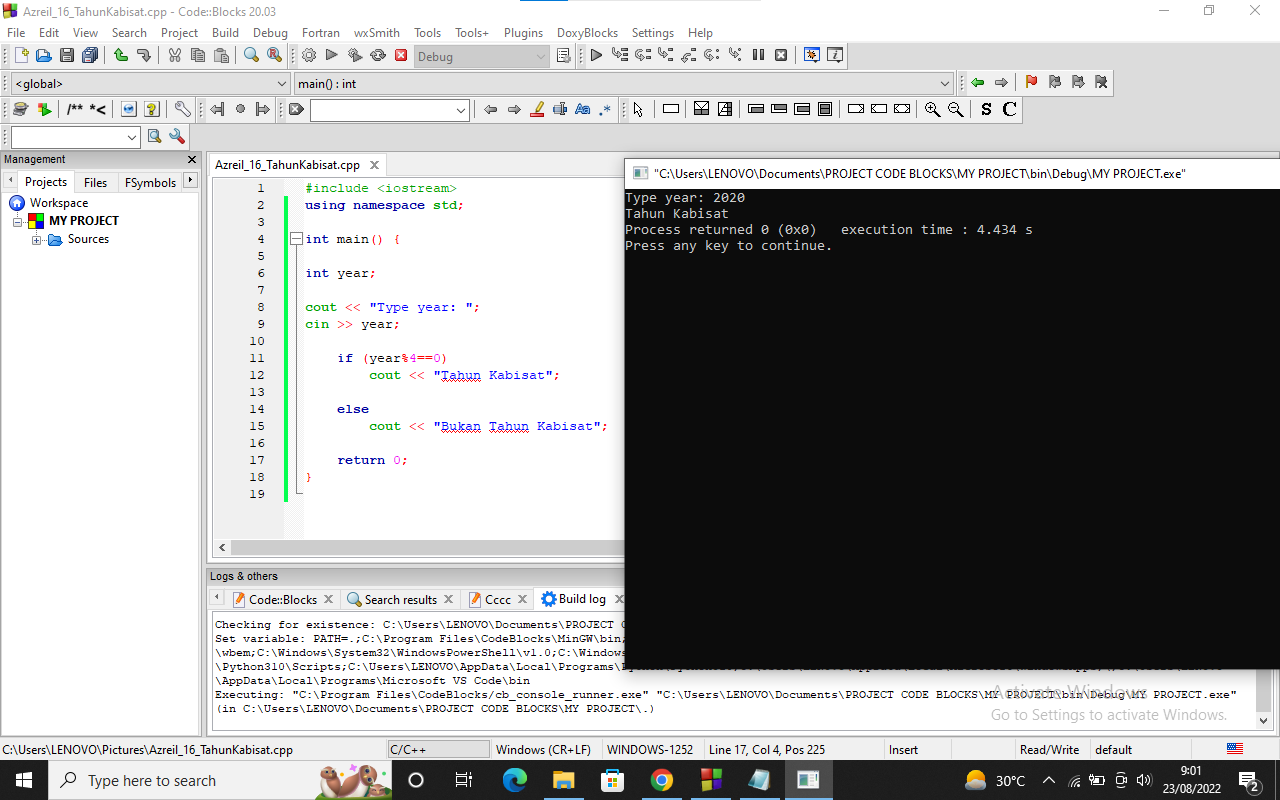 Azreil_16_TahunKabisat.cpp - Code::Blocks 20.03
File Edit View Search Project Build Debug Fortran wxSmith Tools Tools+ Plugins DoxyBlocks Settings Help
Debug
<global> main() : int
/** *< Aa .* S C
Management
Projects Files FSymbols
Workspace
MY PROJECT
Sources
Azreil_16_TahunKabisat.cpp
1 #include <iostream>
2 using namespace std;
3
4 int main() {
5
6 int year;
7
8 cout << "Type year: ";
9 cin >> year;
10
11 if (year%4==0)
12 cout << "Tahun Kabisat";
13
14 else
15 cout << "Bukan Tahun Kabisat";
16
17 return 0;
18 }
19
"C:\Users\LENOVO\Documents\PROJECT CODE BLOCKS\MY PROJECT\bin\Debug\MY PROJECT.exe"
Type year: 2020
Tahun Kabisat
Process returned 0 (0x0) execution time : 4.434 s
Press any key to continue.
Logs & others
Code::Blocks Search results Cccc Build log
Checking for existence: C:\Users\LENOVO\Documents\PROJECT
Set variable: PATH=.;C:\Program Files\CodeBlocks\MinGW\bin;
\wbem;C:\Windows\System32\WindowsPowerShell\v1.0;C:\Windows
\Python310\Scripts;C:\Users\LENOVO\AppData\Local\Programs\
\AppData\Local\Programs\Microsoft VS Code\bin
Executing: "C:\Program Files\CodeBlocks/cb_console_runner.exe" "C:\Users\LENOVO\Documents\PROJECT CODE BLOCKS\MY PROJECT\bin\Debug\MY PROJECT.exe"
(in C:\Users\LENOVO\Documents\PROJECT CODE BLOCKS\MY PROJECT\.)
Activate Windows
Go to Settings to activate Windows.
C:\Users\LENOVO\Pictures\Azreil_16_TahunKabisat.cpp C/C++ Windows (CR+LF) WINDOWS-1252 Line 17, Col 4, Pos 225 Insert Read/Write default
Type here to search
30°C
9:01
23/08/2022
2